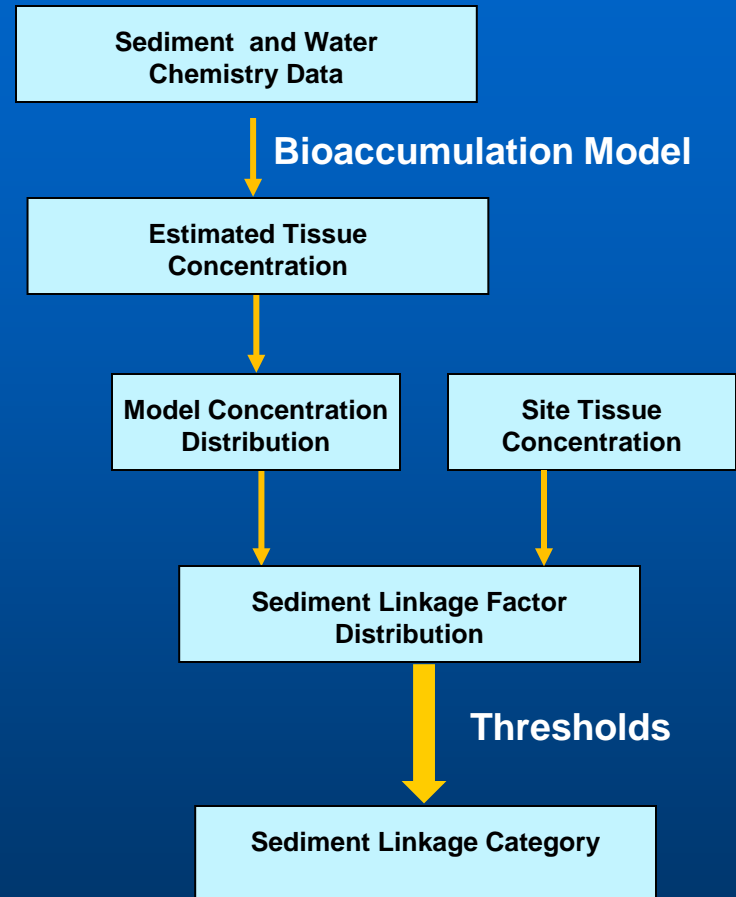 Sediment and Water
Chemistry Data
Bioaccumulation Model
Estimated Tissue
Concentration
Model Concentration
Distribution
Site Tissue
Concentration
Sediment Linkage Factor
Distribution
Thresholds
Sediment Linkage Category